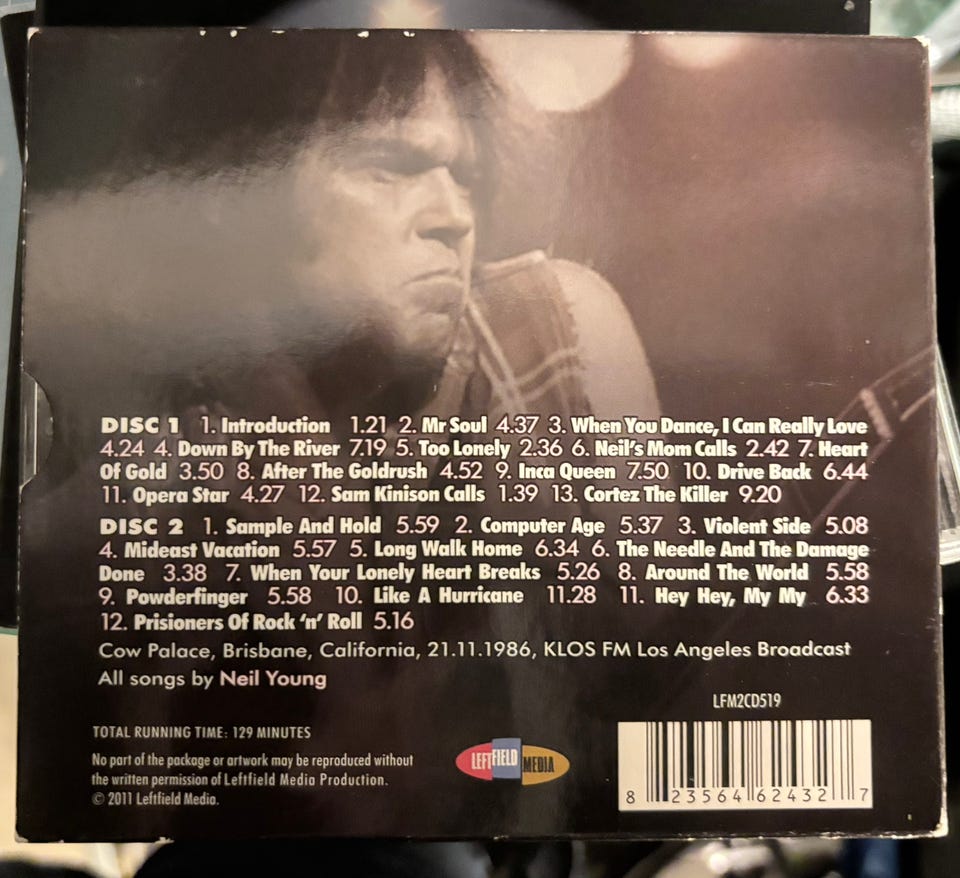 DISC 1 1. Introduction 1.21 2. Mr Soul 4.37 3. When You Dance, I Can Really Love
4.24 4. Down By The River 7.19 5. Too Lonely 2.36 6. Neil's Mom Calls 2.42 7. Heart
Of Gold 3.50 8. After The Goldrush 4.52 9. Inca Queen 7.50 10. Drive Back 6.44
11. Opera Star 4.27 12. Sam Kinison Calls 1.39 13. Cortez The Killer 9.20
DISC 2 1. Sample And Hold 5.59 2. Computer Age 5.37 3. Violent Side 5.08
4. Mideast Vacation 5.57 5. Long Walk Home 6.34 6. The Needle And The Damage
Done 3.38 7. When Your Lonely Heart Breaks 5.26 8. Around The World 5.58
9. Powderfinger 5.58 10. Like A Hurricane 11.28 11. Hey Hey, My My 6.33
12. Prisioners Of Rock 'n' Roll 5.16
Cow Palace, Brisbane, California, 21.11.1986, KLOS FM Los Angeles Broadcast
All songs by Neil Young
LFM2CD519
TOTAL RUNNING TIME: 129 MINUTES
No part of the package or artwork may be reproduced without
the written permission of Leftfield Media Production.
© 2011 Leftfield Media.
LEFTFIELD MEDIA
8 23564 62432 7